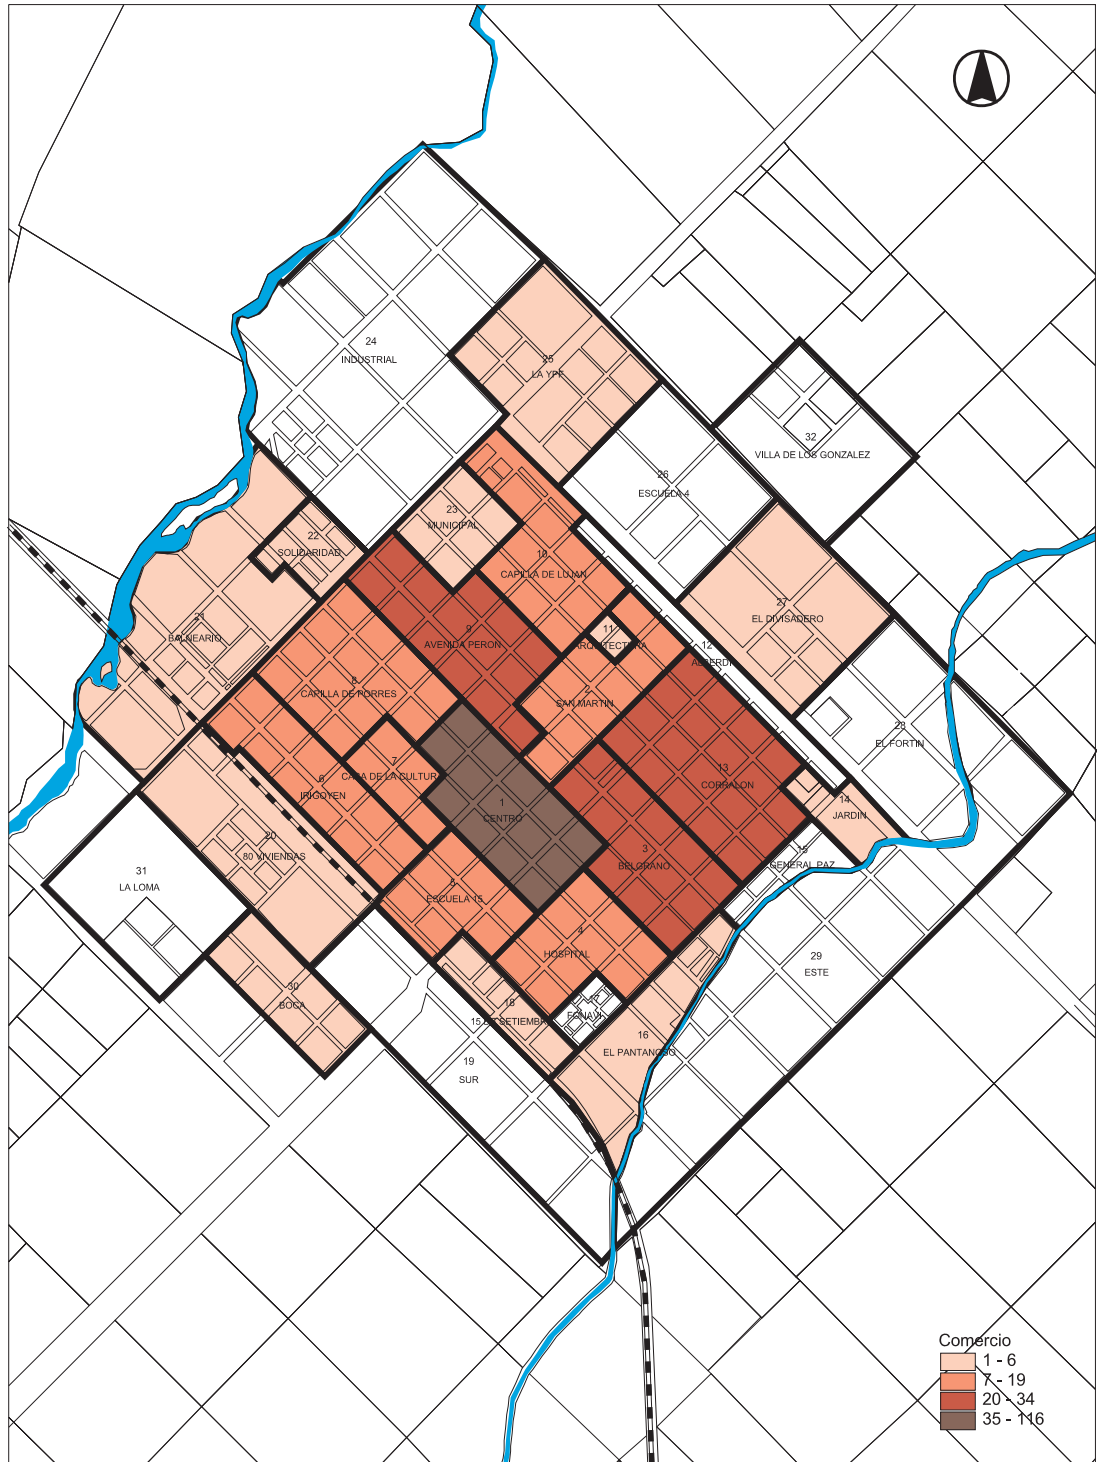 24
INDUSTRIAL
25
LA YPF
32
VILLA DE LOS GONZALEZ
26
ESCUELA 4
23
MUNICIPAL
22
SOLIDARIDAD
10
CAPILLA DE LUJAN
27
EL DIVISADERO
21
BALNEARIO
9
AVENIDA PERON
11
ARQUITECTURA
12
ALBERDI
8
CAPILLA DE PORRES
2
SAN MARTIN
28
EL FORTIN
7
CASA DE LA CULTURA
6
IRIGOYEN
13
CORRALON
1
CENTRO
14
JARDIN
20
80 VIVIENDAS
3
BELGRANO
15
GENERAL PAZ
31
LA LOMA
5
ESCUELA 15
4
HOSPITAL
29
ESTE
30
BOCA
18
15 DE SETIEMBRE
FONAVI
16
EL PANTANOSO
19
SUR
Comercio
1 - 6
7 - 19
20 - 34
35 - 116